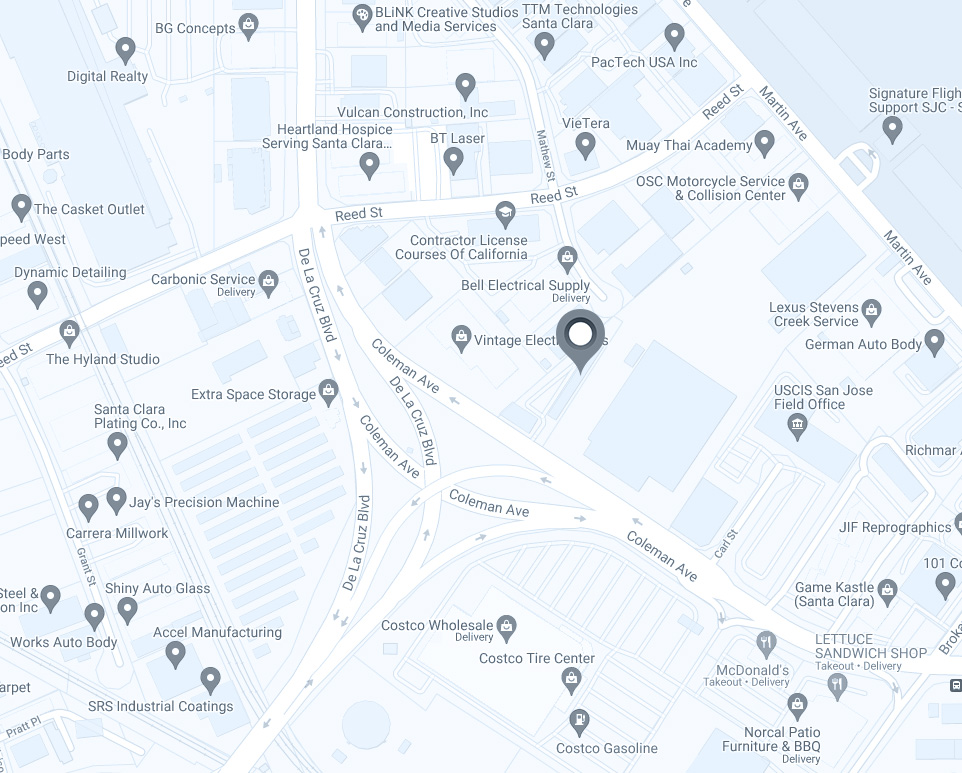 BG Concepts
BLiNK Creative Studios
and Media Services
TTM Technologies
Santa Clara
Digital Realty
PacTech USA Inc
Vulcan Construction, Inc
Reed St
Martin Ave
Signature Fligh
Support SJC - S
Heartland Hospice
Serving Santa Clara...
BT Laser
VieTera
Mathew St
Muay Thai Academy
Body Parts
OSC Motorcycle Service
& Collision Center
The Casket Outlet
Reed St
Reed St
peed West
Contractor License
Courses Of California
Martin Ave
Dynamic Detailing
Carbonic Service
Delivery
De La Cruz Blvd
Bell Electrical Supply
Delivery
Lexus Stevens
Creek Service
Vintage Elect
s
German Auto Body
eed St
The Hyland Studio
Coleman Ave
Extra Space Storage
De La Cruz Blvd
USCIS San Jose
Field Office
Santa Clara
Plating Co., Inc
Coleman Ave
Richmar
Jay's Precision Machine
Coleman Ave
Carrera Millwork
De La Cruz Blvd
JIF Reprographics
Grant St
Coleman Ave
Carl St
101 Co
Steel &
on Inc
Shiny Auto Glass
Game Kastle
(Santa Clara)
Works Auto Body
Accel Manufacturing
Costco Wholesale
Delivery
Costco Tire Center
McDonald's
Takeout • Delivery
LETTUCE
SANDWICH SHOP
Takeout • Delivery
Broka
arpet
SRS Industrial Coatings
Pratt Pl
Costco Gasoline
Norcal Patio
Furniture & BBQ
Delivery